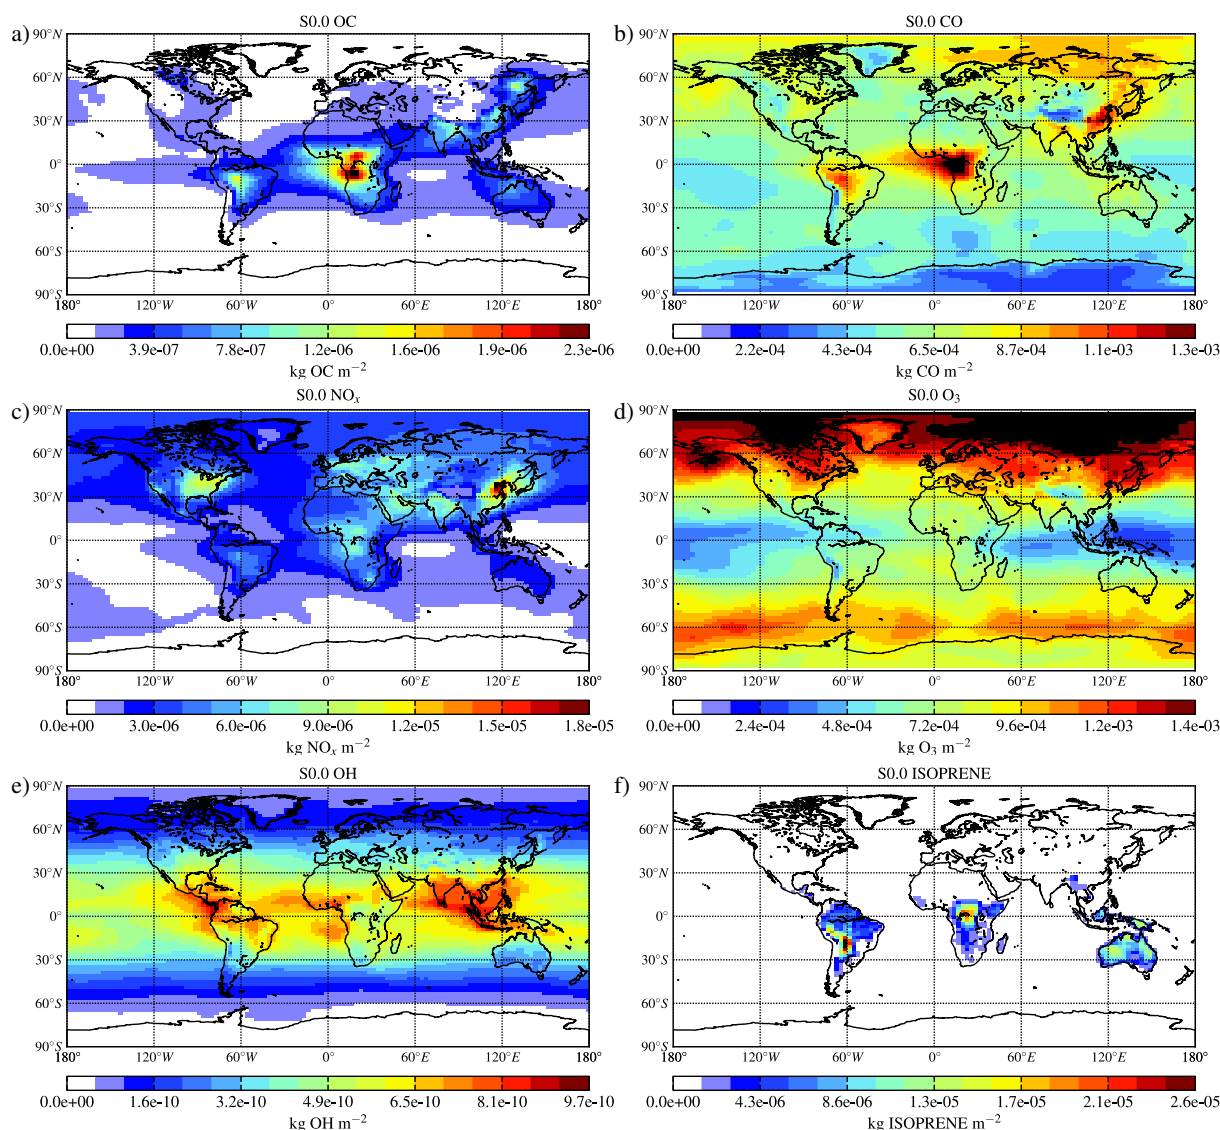 a)
S0.0 OC
90°N
60°N
30°N
0°
30°S
60°S
90°S
180° 120°W 60°W 0° 60°E 120°E 180°
0.0e+00 3.9e-07 7.8e-07 1.2e-06 1.6e-06 1.9e-06 2.3e-06
kg OC m⁻²
b)
S0.0 CO
90°N
60°N
30°N
0°
30°S
60°S
90°S
180° 120°W 60°W 0° 60°E 120°E 180°
0.0e+00 2.2e-04 4.3e-04 6.5e-04 8.7e-04 1.1e-03 1.3e-03
kg CO m⁻²
c)
S0.0 NOₓ
90°N
60°N
30°N
0°
30°S
60°S
90°S
180° 120°W 60°W 0° 60°E 120°E 180°
0.0e+00 3.0e-06 6.0e-06 9.0e-06 1.2e-05 1.5e-05 1.8e-05
kg NOₓ m⁻²
d)
S0.0 O₃
90°N
60°N
30°N
0°
30°S
60°S
90°S
180° 120°W 60°W 0° 60°E 120°E 180°
0.0e+00 2.4e-04 4.8e-04 7.2e-04 9.6e-04 1.2e-03 1.4e-03
kg O₃ m⁻²
e)
S0.0 OH
90°N
60°N
30°N
0°
30°S
60°S
90°S
180° 120°W 60°W 0° 60°E 120°E 180°
0.0e+00 1.6e-10 3.2e-10 4.9e-10 6.5e-10 8.1e-10 9.7e-10
kg OH m⁻²
f)
S0.0 ISOPRENE
90°N
60°N
30°N
0°
30°S
60°S
90°S
180° 120°W 60°W 0° 60°E 120°E 180°
0.0e+00 4.3e-06 8.6e-06 1.3e-05 1.7e-05 2.1e-05 2.6e-05
kg ISOPRENE m⁻²